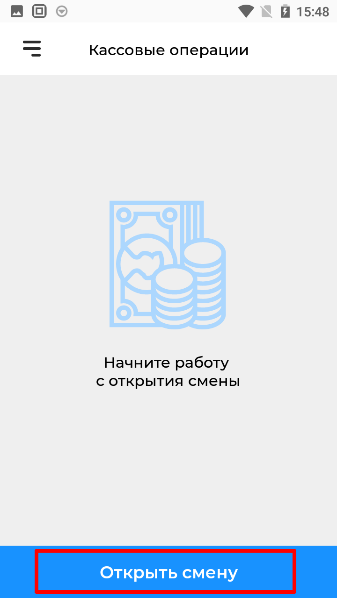 15:48
Кассовые операции
Начните работу
с открытия смены
Открыть смену